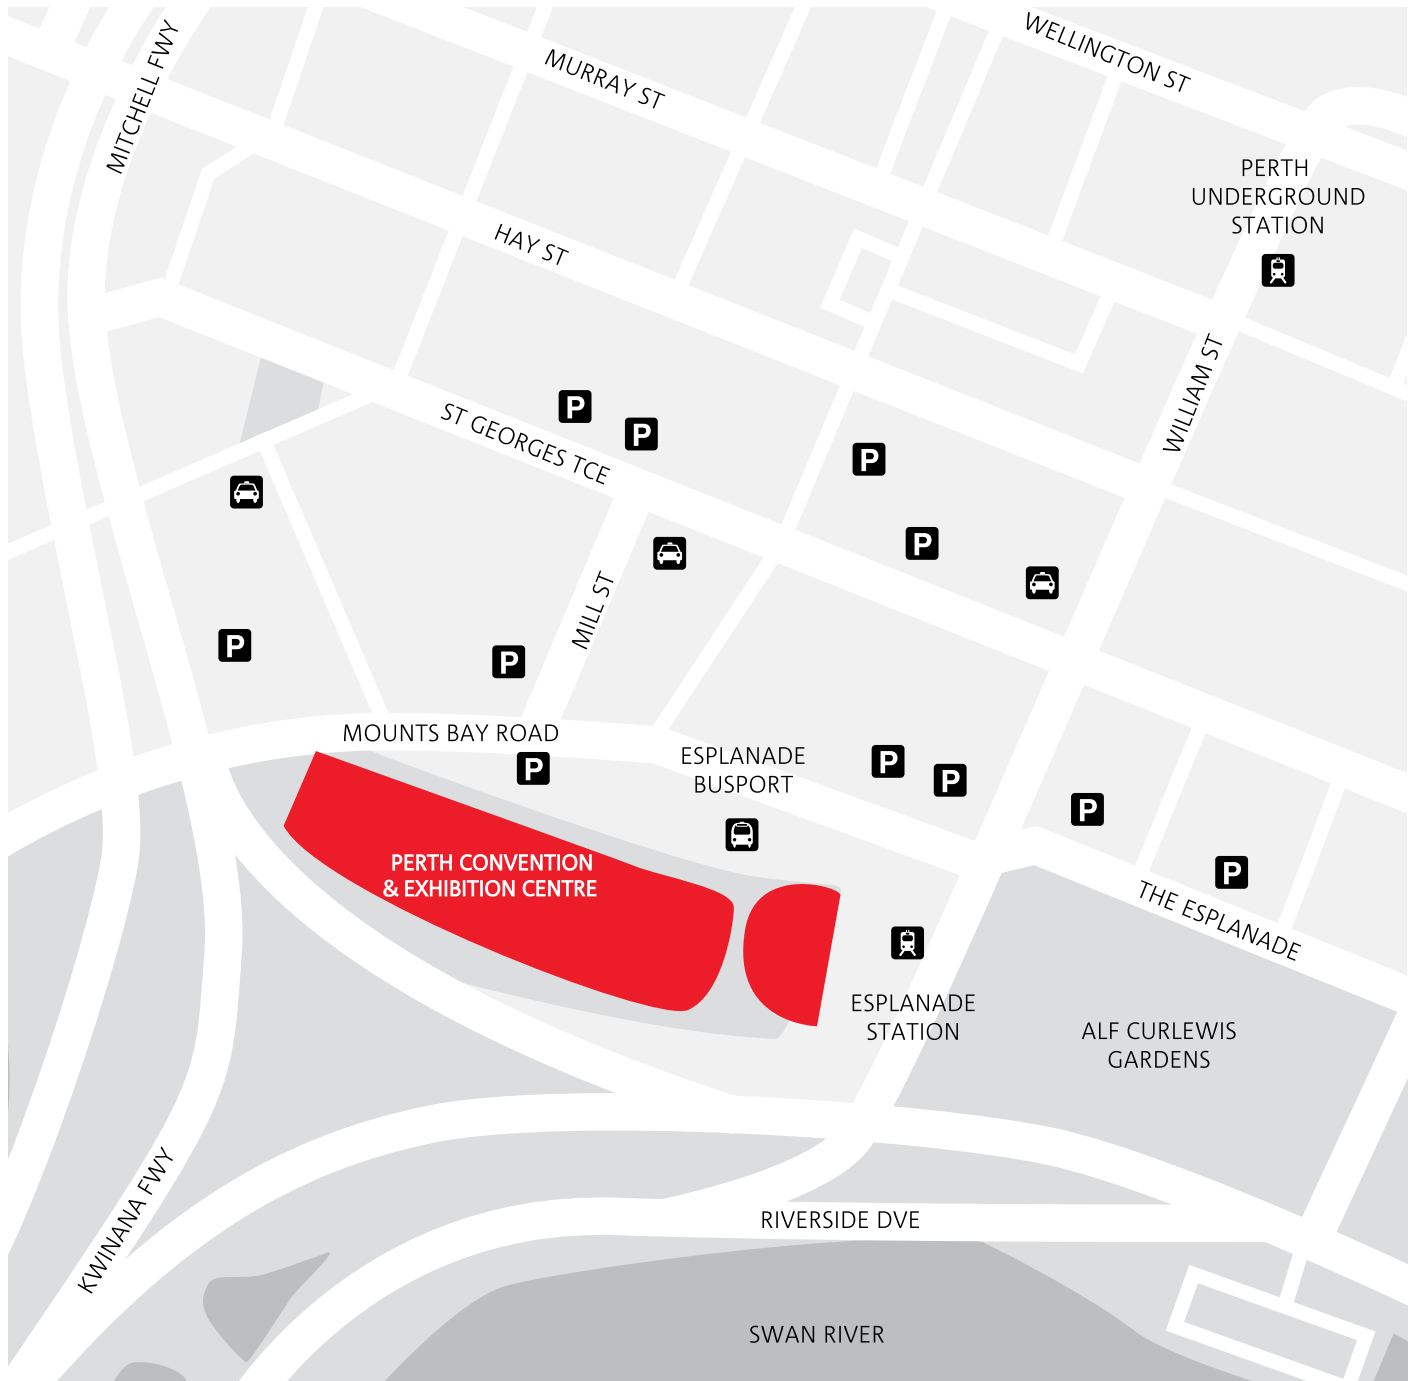 WELLINGTON ST
MURRAY ST
MITCHELL FWY
PERTH
UNDERGROUND
STATION
HAY ST
WILLIAM ST
P
ST GEORGES TCE
P
P
P
MILL ST
P
P
MOUNTS BAY ROAD
P
ESPLANADE
BUSPORT
P
P
P
PERTH CONVENTION
& EXHIBITION CENTRE
P
THE ESPLANADE
ESPLANADE
STATION
ALF CURLEWIS
GARDENS
KWINANA FWY
RIVERSIDE DVE
SWAN RIVER